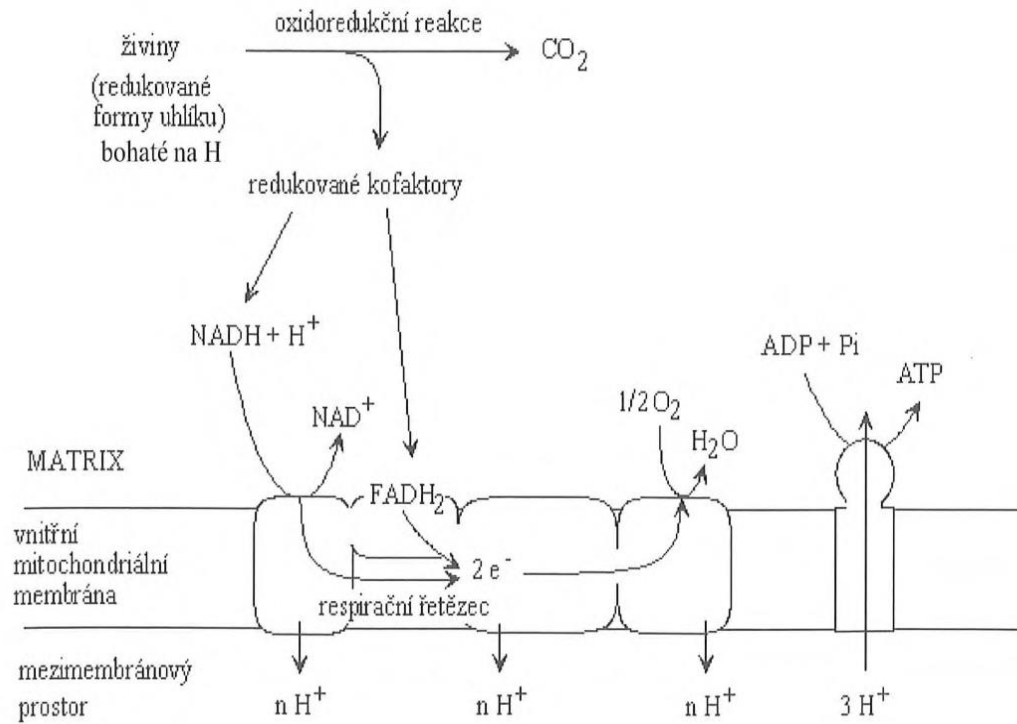 oxidoredukční reakce
živiny
CO2
(redukované
formy uhlíku)
bohaté na H
redukované kofaktory
NADH + H+
ADP + Pi
ATP
1/2 O2
NAD+
H2O
MATRIX
FADH2
vnitřní
mitochondriální
membrána
2 e-
respirační řetězec
mezimembránový
prostor
n H+
n H+
n H+
3 H+